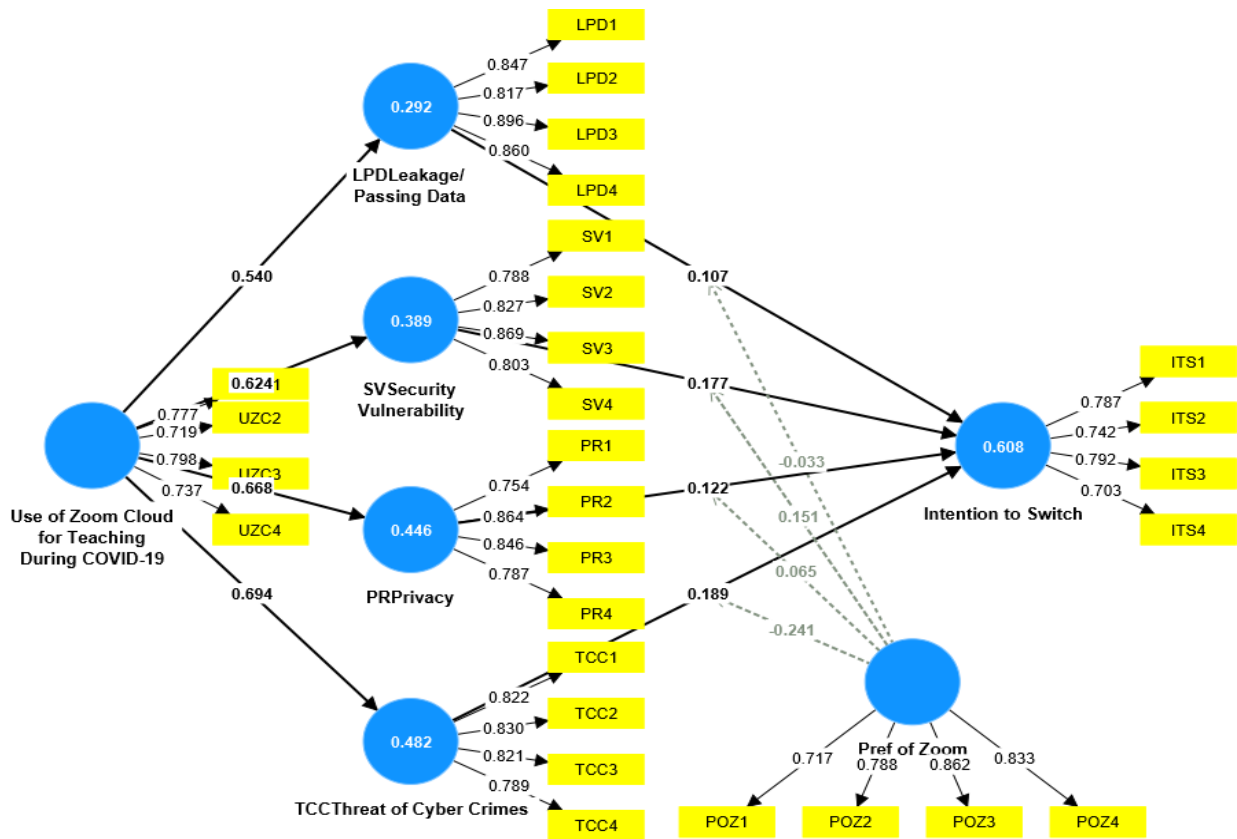 LPD1
0.847
LPD2
0.817
0.896
LPD3
0.860
LPD4
0.292
LPDLeakage/
Passing Data
SV1
0.788
SV2
0.827
0.869
SV3
0.803
SV4
0.389
SVSecurity
Vulnerability
0.540
0.624
1
0.777
UZC2
0.719
0.798
UZC3
0.668
0.737
UZC4
Use of Zoom Cloud
for Teaching
During COVID-19
0.694
PR1
0.754
PR2
0.864
0.846
PR3
0.787
PR4
0.446
PRPrivacy
TCC1
0.822
TCC2
0.830
0.821
TCC3
0.789
TCC4
0.482
TCCThreat of Cyber Crimes
0.107
0.177
0.122
0.189
-0.033
0.151
0.065
-0.241
ITS1
0.787
ITS2
0.742
0.792
ITS3
0.703
ITS4
0.608
Intention to Switch
Pref of Zoom
0.717
0.788
0.862
0.833
POZ1
POZ2
POZ3
POZ4